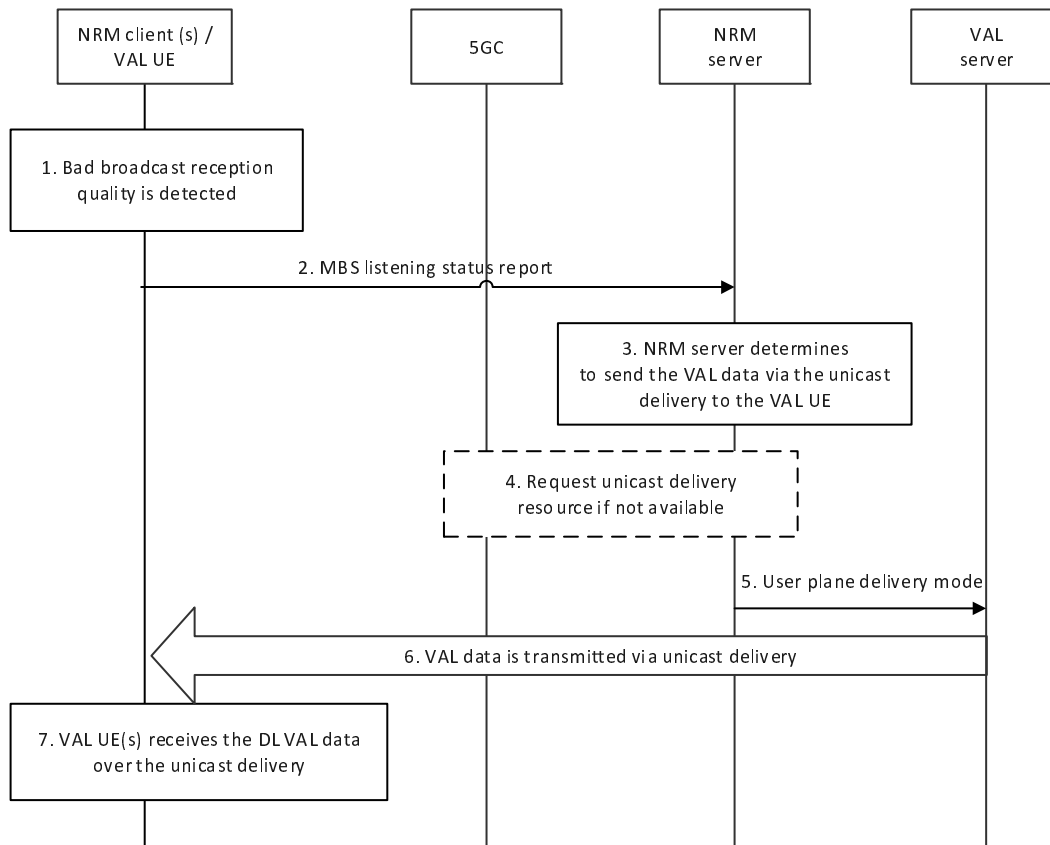 NRM client (s) /
VAL UE
5GC
NRM
server
VAL
server
1. Bad broadcast reception
quality is detected
2. MBS listening status report
3. NRM server determines
to send the VAL data via the unicast
delivery to the VAL UE
4. Request unicast delivery
resource if not available
5. User plane delivery mode
6. VAL data is transmitted via unicast delivery
7. VAL UE(s) receives the DL VAL data
over the unicast delivery